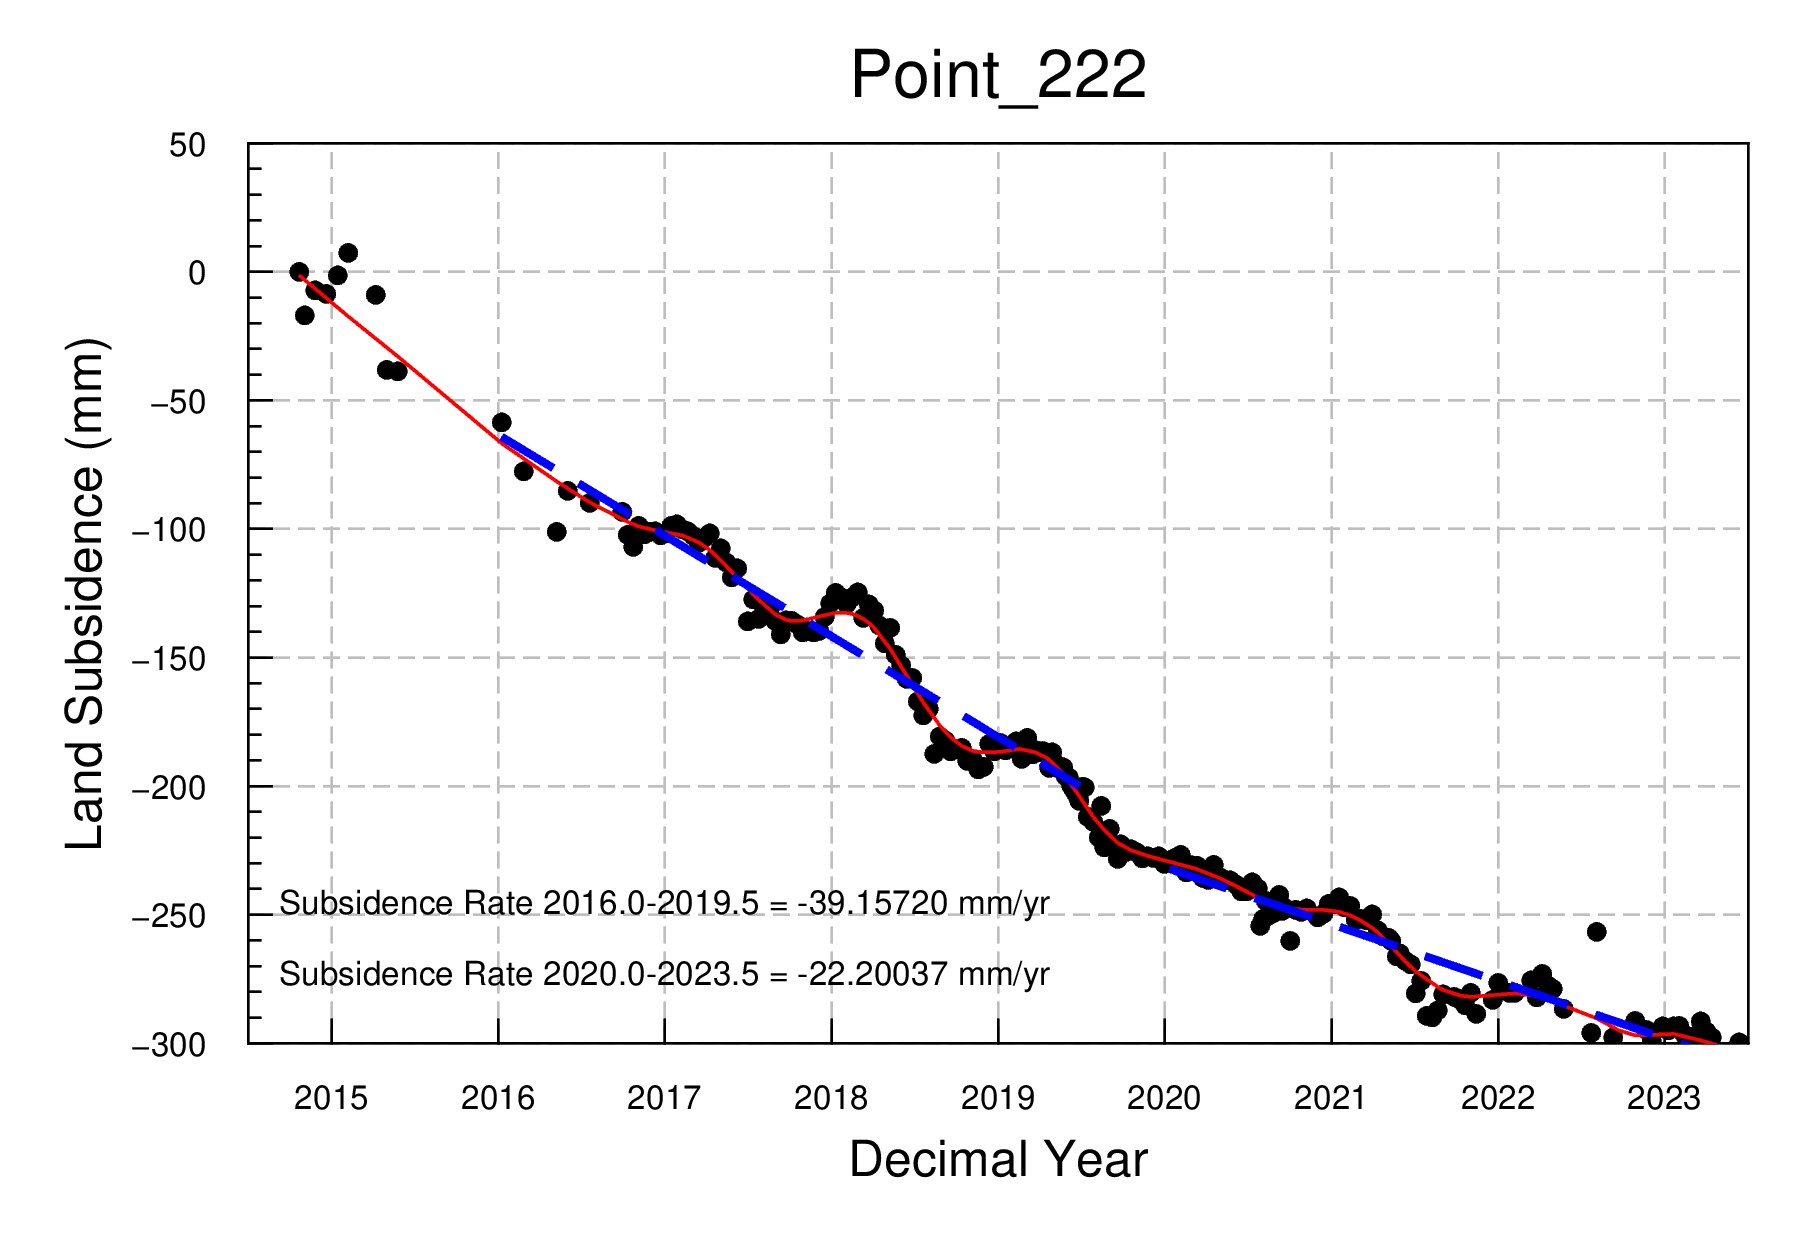 Point_222
50
0
−50
−100
−150
−200
−250
−300
Land Subsidence (mm)
Subsidence Rate 2016.0-2019.5 = -39.15720 mm/yr
Subsidence Rate 2020.0-2023.5 = -22.20037 mm/yr
2015 2016 2017 2018 2019 2020 2021 2022 2023
Decimal Year